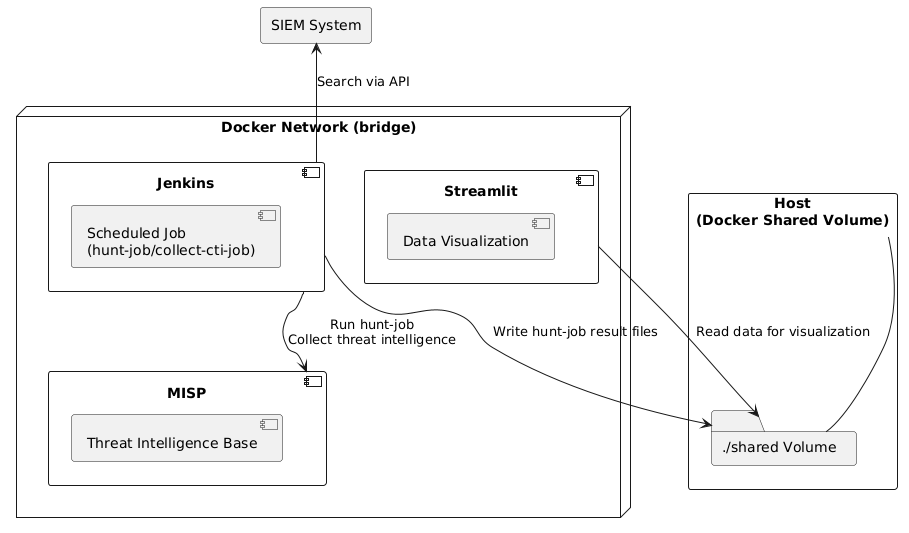 SIEM System
Search via API
Docker Network (bridge)
Jenkins
Scheduled Job
(hunt-job/collect-cti-job)
Streamlit
Data Visualization
Host
(Docker Shared Volume)
Run hunt-job
Collect threat intelligence
Write hunt-job result files
Read data for visualization
MISP
Threat Intelligence Base
./shared Volume